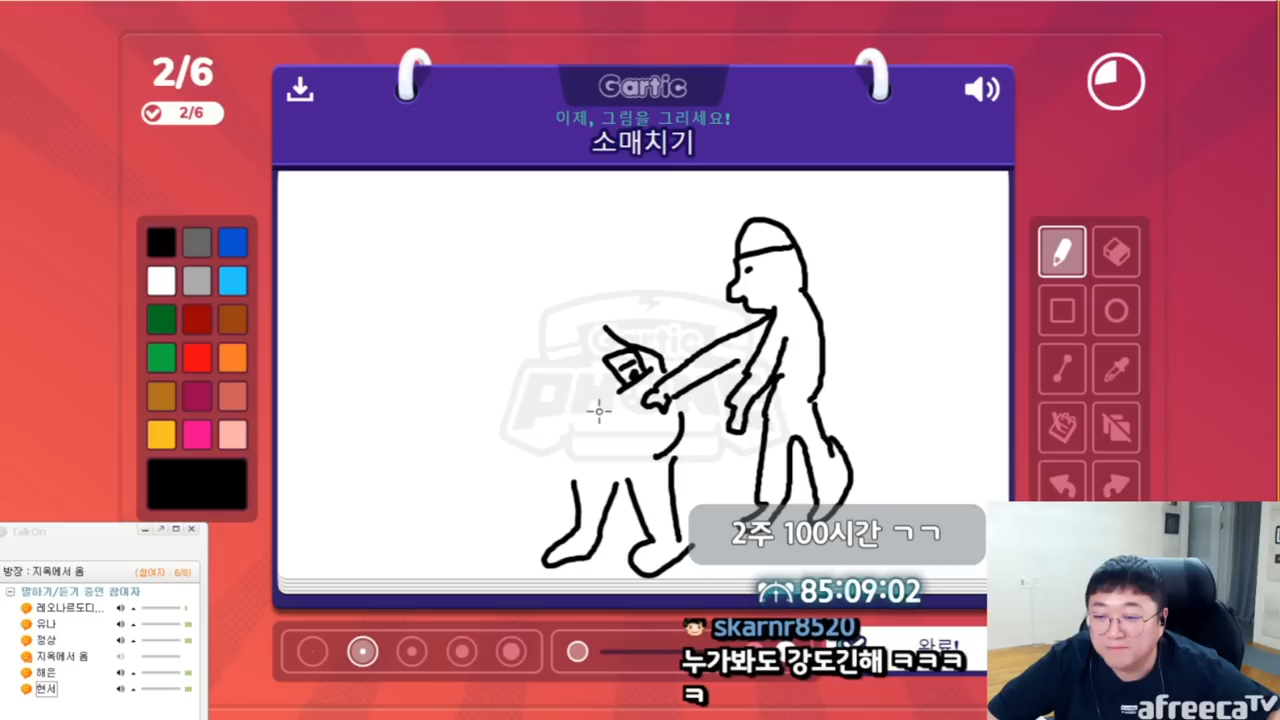 2/6
2/6
Gartic
이제, 그림을 그리세요!
소매치기
Gartic
PHONE
TalkOn
방장 : 지옥에서 옴
(참여자 : 6/8)
말하기/듣기 중인 참여자
레오나르도디...
유나
정상
지옥에서 옴
해은
현서
2주 100시간 ㄱㄱ
85:09:02
skarnr8520
완료!
누가봐도 강도긴해 ㅋㅋㅋ
ㅋ
afreecaTV